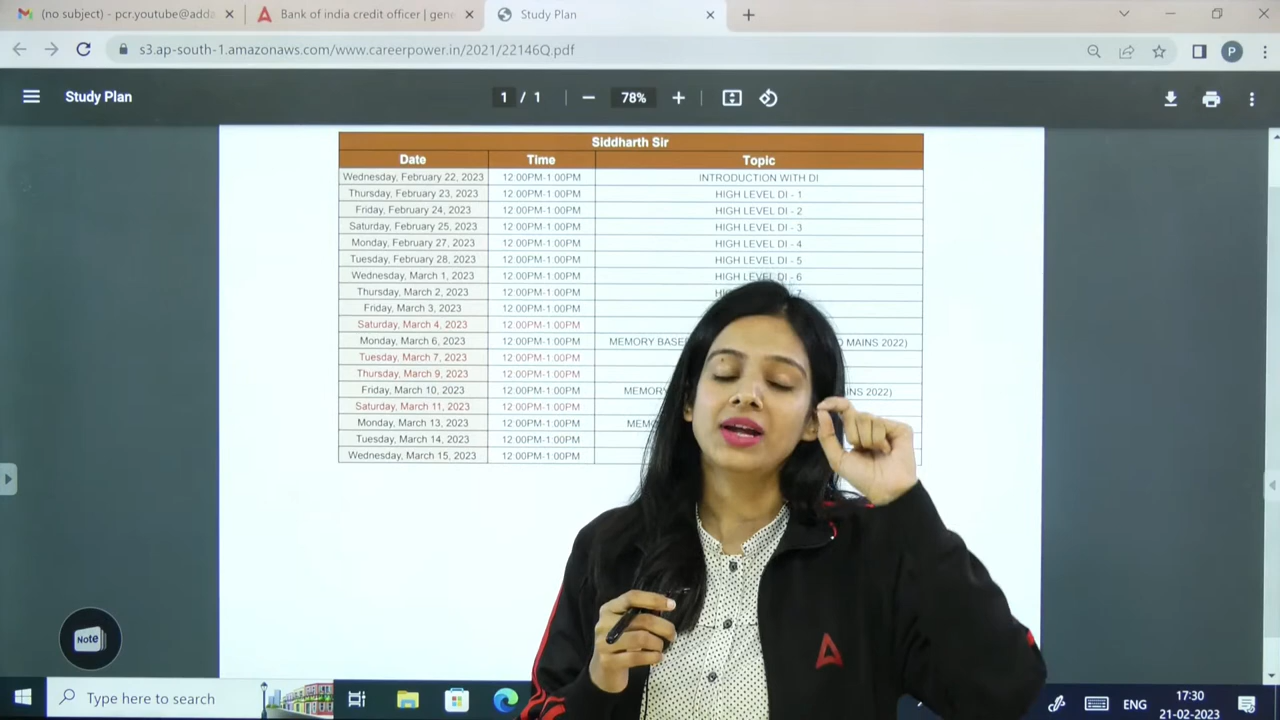 (no subject) - pcr.youtube@adda
Bank of india credit officer | gene
Study Plan
s3.ap-south-1.amazonaws.com/www.careerpower.in/2021/22146Q.pdf
P
Study Plan
1 / 1
78%
Siddharth Sir
Date Time Topic
Wednesday, February 22, 2023 12:00PM-1:00PM INTRODUCTION WITH DI
Thursday, February 23, 2023 12:00PM-1:00PM HIGH LEVEL DI - 1
Friday, February 24, 2023 12:00PM-1:00PM HIGH LEVEL DI - 2
Saturday, February 25, 2023 12:00PM-1:00PM HIGH LEVEL DI - 3
Monday, February 27, 2023 12:00PM-1:00PM HIGH LEVEL DI - 4
Tuesday, February 28, 2023 12:00PM-1:00PM HIGH LEVEL DI - 5
Wednesday, March 1, 2023 12:00PM-1:00PM HIGH LEVEL DI - 6
Thursday, March 2, 2023 12:00PM-1:00PM
Friday, March 3, 2023 12:00PM-1:00PM
Saturday, March 4, 2023 12:00PM-1:00PM
Monday, March 6, 2023 12:00PM-1:00PM MEMORY MAINS 2022)
Tuesday, March 7, 2023 12:00PM-1:00PM
Thursday, March 9, 2023 12:00PM-1:00PM
Friday, March 10, 2023 12:00PM-1:00PM 2022)
Saturday, March 11, 2023 12:00PM-1:00PM
Monday, March 13, 2023 12:00PM-1:00PM
Tuesday, March 14, 2023 12:00PM-1:00PM
Wednesday, March 15, 2023 12:00PM-1:00PM
Note
Type here to search
ENG
17:30
21-02-2023